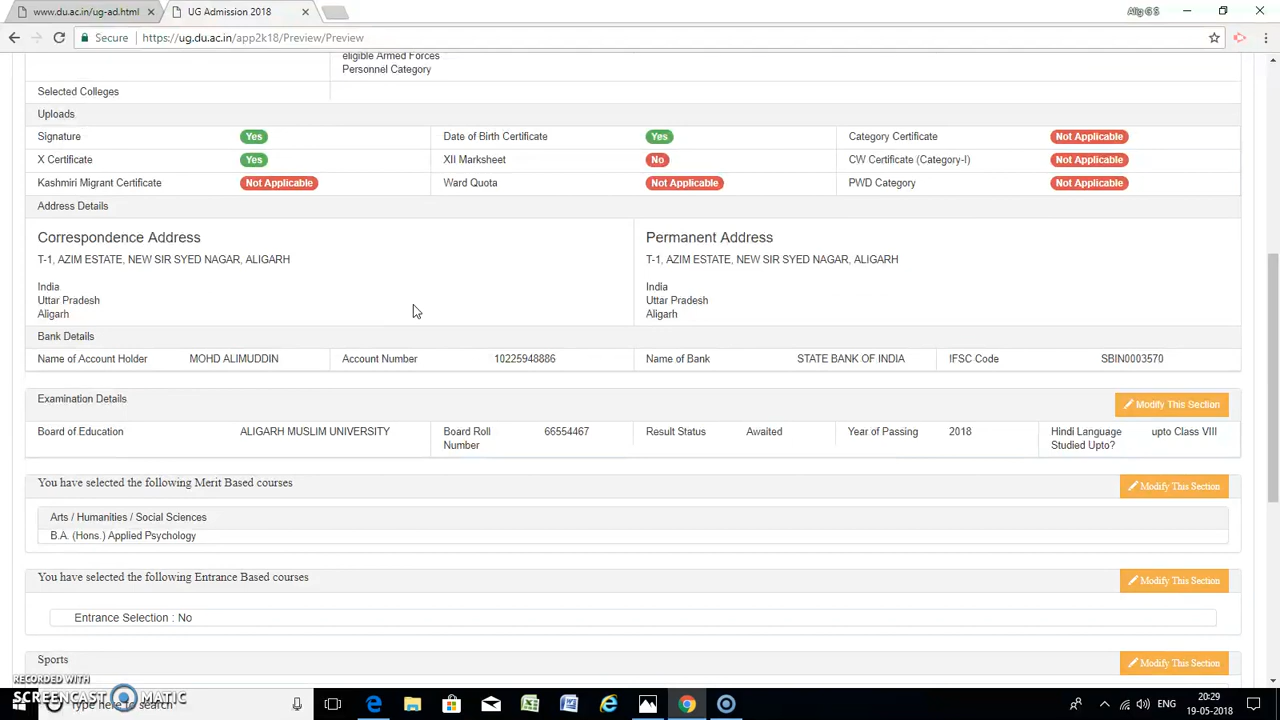 www.du.ac.in/ug-ad.html
UG Admission 2018
Alig G S
Secure https://ug.du.ac.in/app2k18/Preview/Preview
eligible Armed Forces
Personnel Category
Selected Colleges
Uploads
Signature Yes Date of Birth Certificate Yes Category Certificate Not Applicable
X Certificate Yes XII Marksheet No CW Certificate (Category-I) Not Applicable
Kashmiri Migrant Certificate Not Applicable Ward Quota Not Applicable PWD Category Not Applicable
Address Details
Correspondence Address Permanent Address
T-1, AZIM ESTATE, NEW SIR SYED NAGAR, ALIGARH T-1, AZIM ESTATE, NEW SIR SYED NAGAR, ALIGARH
India India
Uttar Pradesh Uttar Pradesh
Aligarh Aligarh
Bank Details
Name of Account Holder MOHD ALIMUDDIN Account Number 10225948886 Name of Bank STATE BANK OF INDIA IFSC Code SBIN0003570
Examination Details Modify This Section
Board of Education ALIGARH MUSLIM UNIVERSITY Board Roll 66554467 Result Status Awaited Year of Passing 2018 Hindi Language upto Class VIII
Number Studied Upto?
You have selected the following Merit Based courses Modify This Section
Arts / Humanities / Social Sciences
B.A. (Hons.) Applied Psychology
You have selected the following Entrance Based courses Modify This Section
Entrance Selection : No
Sports Modify This Section
RECORDED WITH
SCREENCAST MATIC
Type here to search
ENG
20:29
19-05-2018